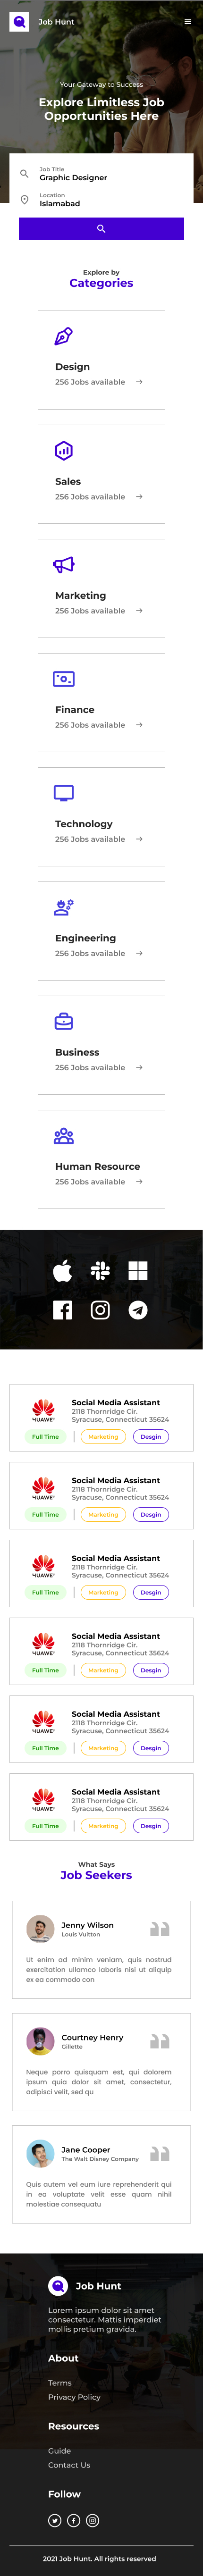 Job Hunt
Your Gateway to Success
Explore Limitless Job
Opportunities Here
Job Title
Graphic Designer
Location
Islamabad
Explore by
Categories
Design
256 Jobs available
Sales
256 Jobs available
Marketing
256 Jobs available
Finance
256 Jobs available
Technology
256 Jobs available
Engineering
256 Jobs available
Business
256 Jobs available
Human Resource
256 Jobs available
Social Media Assistant
2118 Thornridge Cir.
Syracuse, Connecticut 35624
HUAWEI
Full Time
Marketing
Desgin
Social Media Assistant
2118 Thornridge Cir.
Syracuse, Connecticut 35624
HUAWEI
Full Time
Marketing
Desgin
Social Media Assistant
2118 Thornridge Cir.
Syracuse, Connecticut 35624
HUAWEI
Full Time
Marketing
Desgin
Social Media Assistant
2118 Thornridge Cir.
Syracuse, Connecticut 35624
HUAWEI
Full Time
Marketing
Desgin
Social Media Assistant
2118 Thornridge Cir.
Syracuse, Connecticut 35624
HUAWEI
Full Time
Marketing
Desgin
Social Media Assistant
2118 Thornridge Cir.
Syracuse, Connecticut 35624
HUAWEI
Full Time
Marketing
Desgin
What Says
Job Seekers
Jenny Wilson
Louis Vuitton
Ut enim ad minim veniam, quis nostrud
exercitation ullamco laboris nisi ut aliquip
ex ea commodo con
Courtney Henry
Gillette
Neque porro quisquam est, qui dolorem
ipsum quia dolor sit amet, consectetur,
adipisci velit, sed qu
Jane Cooper
The Walt Disney Company
Quis autem vel eum iure reprehenderit qui
in ea voluptate velit esse quam nihil
molestiae consequatu
Job Hunt
Lorem ipsum dolor sit amet
consectetur. Mattis imperdiet
mollis pretium gravida.
About
Terms
Privacy Policy
Resources
Guide
Contact Us
Follow
2021 Job Hunt. All rights reserved